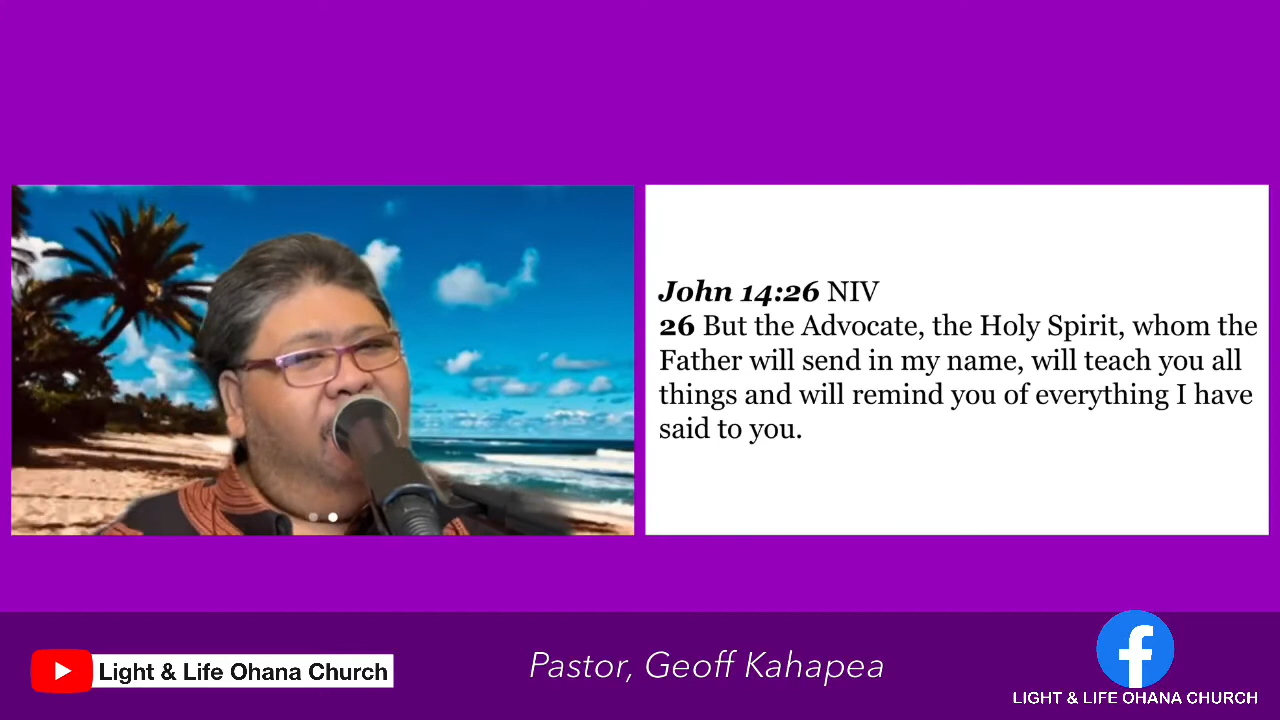 John 14:26 NIV
26 But the Advocate, the Holy Spirit, whom the
Father will send in my name, will teach you all
things and will remind you of everything I have
said to you.
Light & Life Ohana Church
Pastor, Geoff Kahapea
LIGHT & LIFE OHANA CHURCH